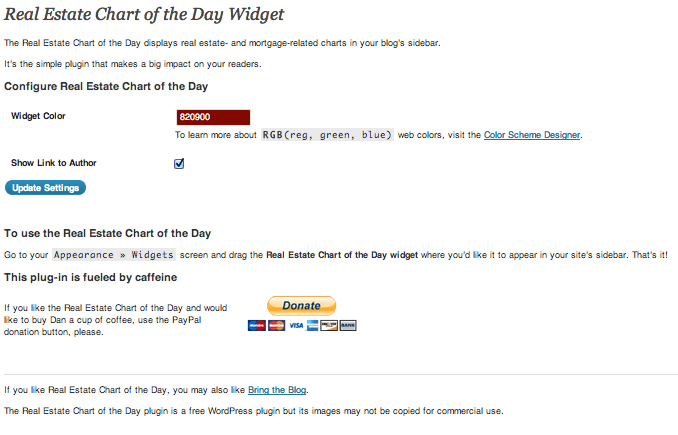 Real Estate Chart of the Day Widget
The Real Estate Chart of the Day displays real estate- and mortgage-related charts in your blog's sidebar.
It's the simple plugin that makes a big impact on your readers.
Configure Real Estate Chart of the Day
Widget Color
820900
To learn more about RGB(reg, green, blue) web colors, visit the Color Scheme Designer.
Show Link to Author
Update Settings
To use the Real Estate Chart of the Day
Go to your Appearance » Widgets screen and drag the Real Estate Chart of the Day widget where you'd like it to appear in your site's sidebar. That's it!
This plug-in is fueled by caffeine
If you like the Real Estate Chart of the Day and would
like to buy Dan a cup of coffee, use the PayPal
donation button, please.
Donate
VISA
BANK
If you like Real Estate Chart of the Day, you may also like Bring the Blog.
The Real Estate Chart of the Day plugin is a free WordPress plugin but its images may not be copied for commercial use.